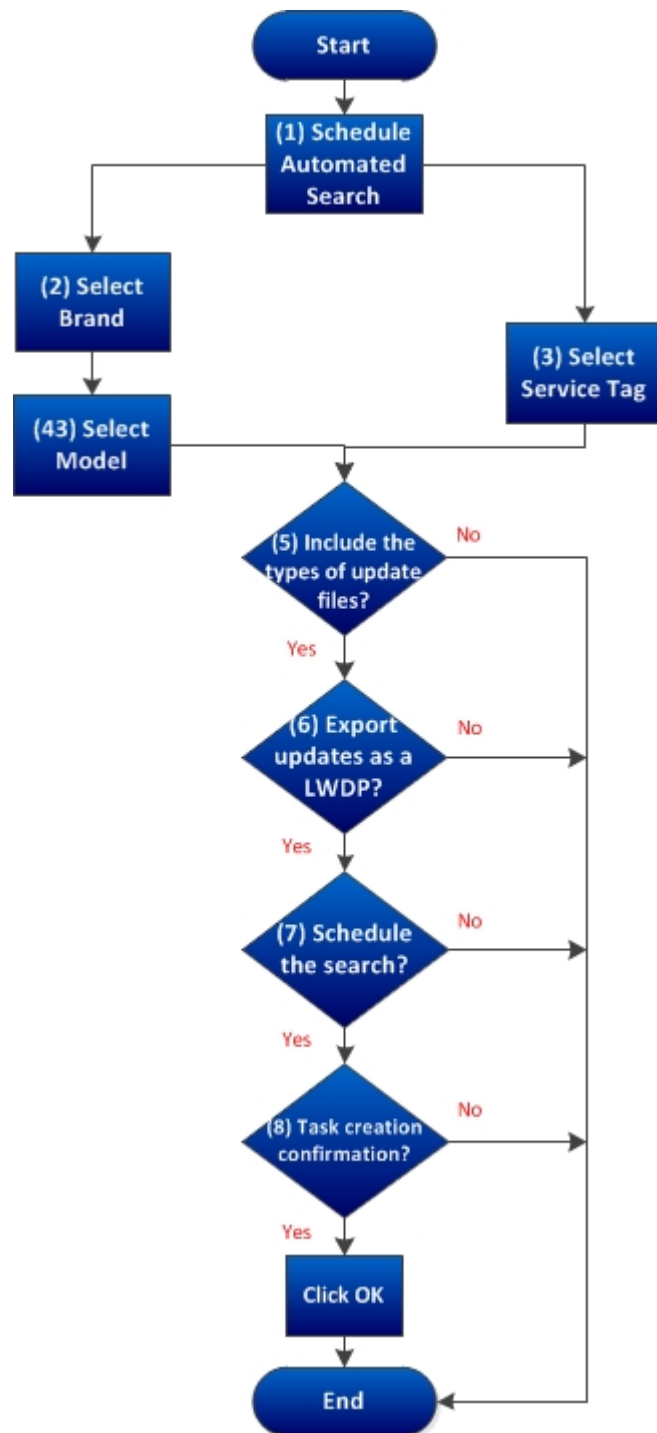 Start
(1) Schedule
Automated
Search
(2) Select
Brand
(3) Select
Service Tag
(43) Select
Model
(5) Include the
types of update
files?
No
Yes
(6) Export
updates as a
LWDP?
No
Yes
(7) Schedule
the search?
No
Yes
(8) Task creation
confirmation?
No
Yes
Click OK
End